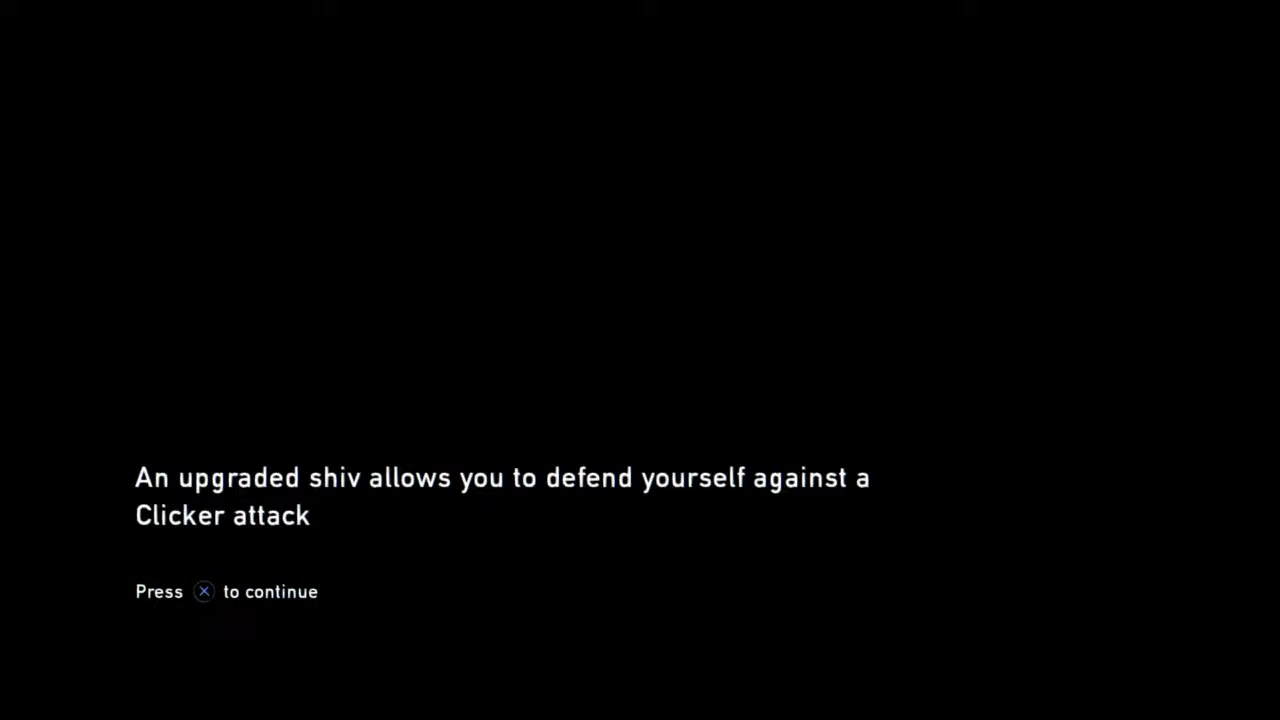 An upgraded shiv allows you to defend yourself against a
Clicker attack
Press ⊗ to continue